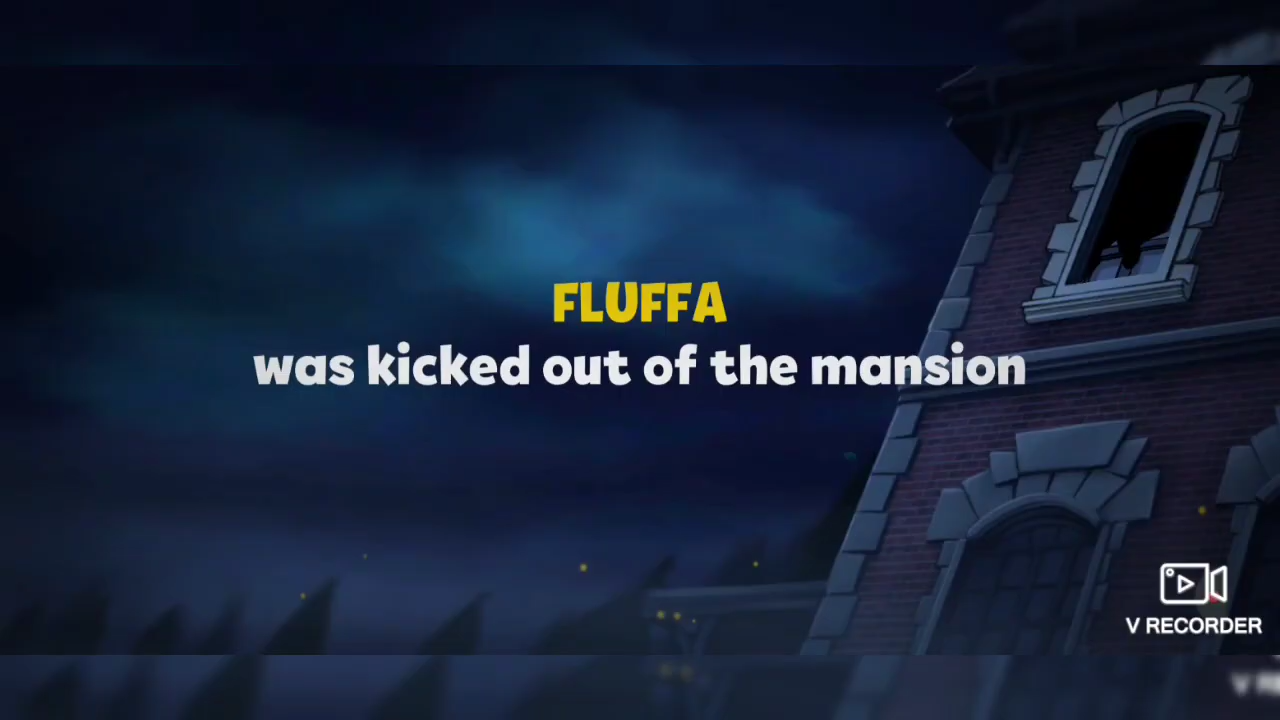 FLUFFA
was kicked out of the mansion
V RECORDER